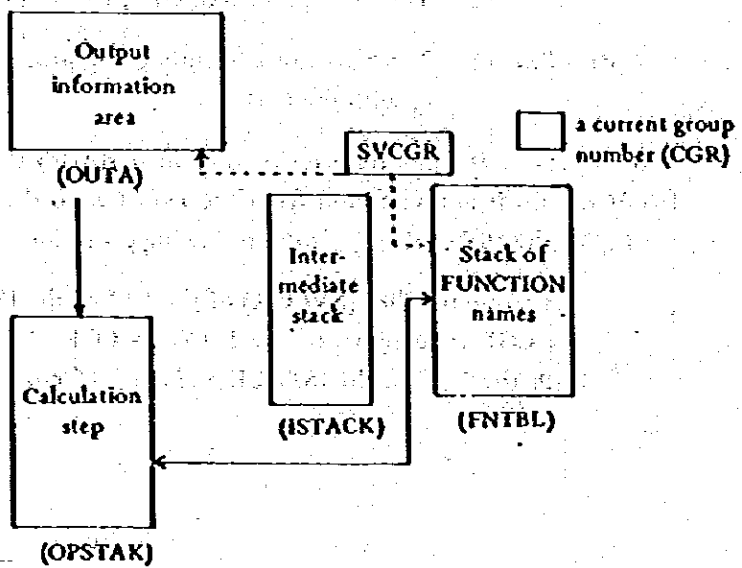 Output
information
area
(OUTA)
SVCGR
a current group
number (CGR)
Inter-
mediate
stack
(ISTACK)
Stack of
FUNCTION
names
(FNTBL)
Calculation
step
(OPSTAK)